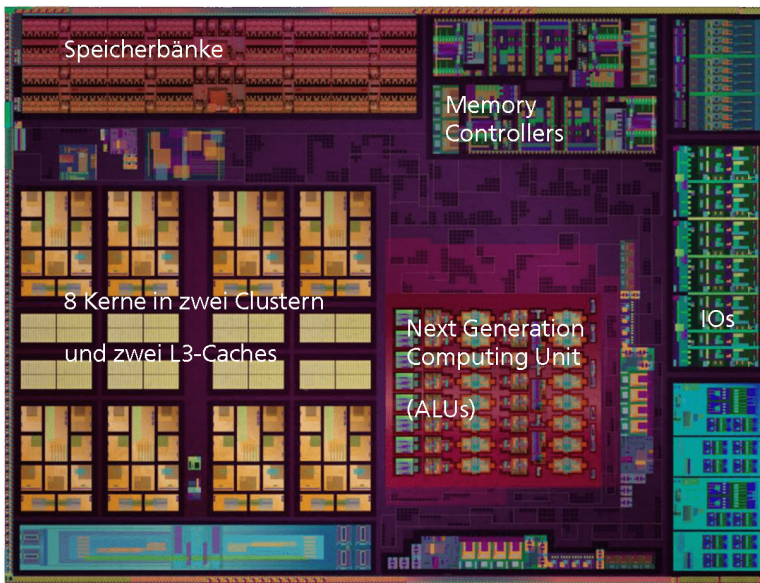 Speicherbänke
Memory
Controllers
8 Kerne in zwei Clustern
und zwei L3-Caches
Next Generation
Computing Unit
(ALUs)
IOs